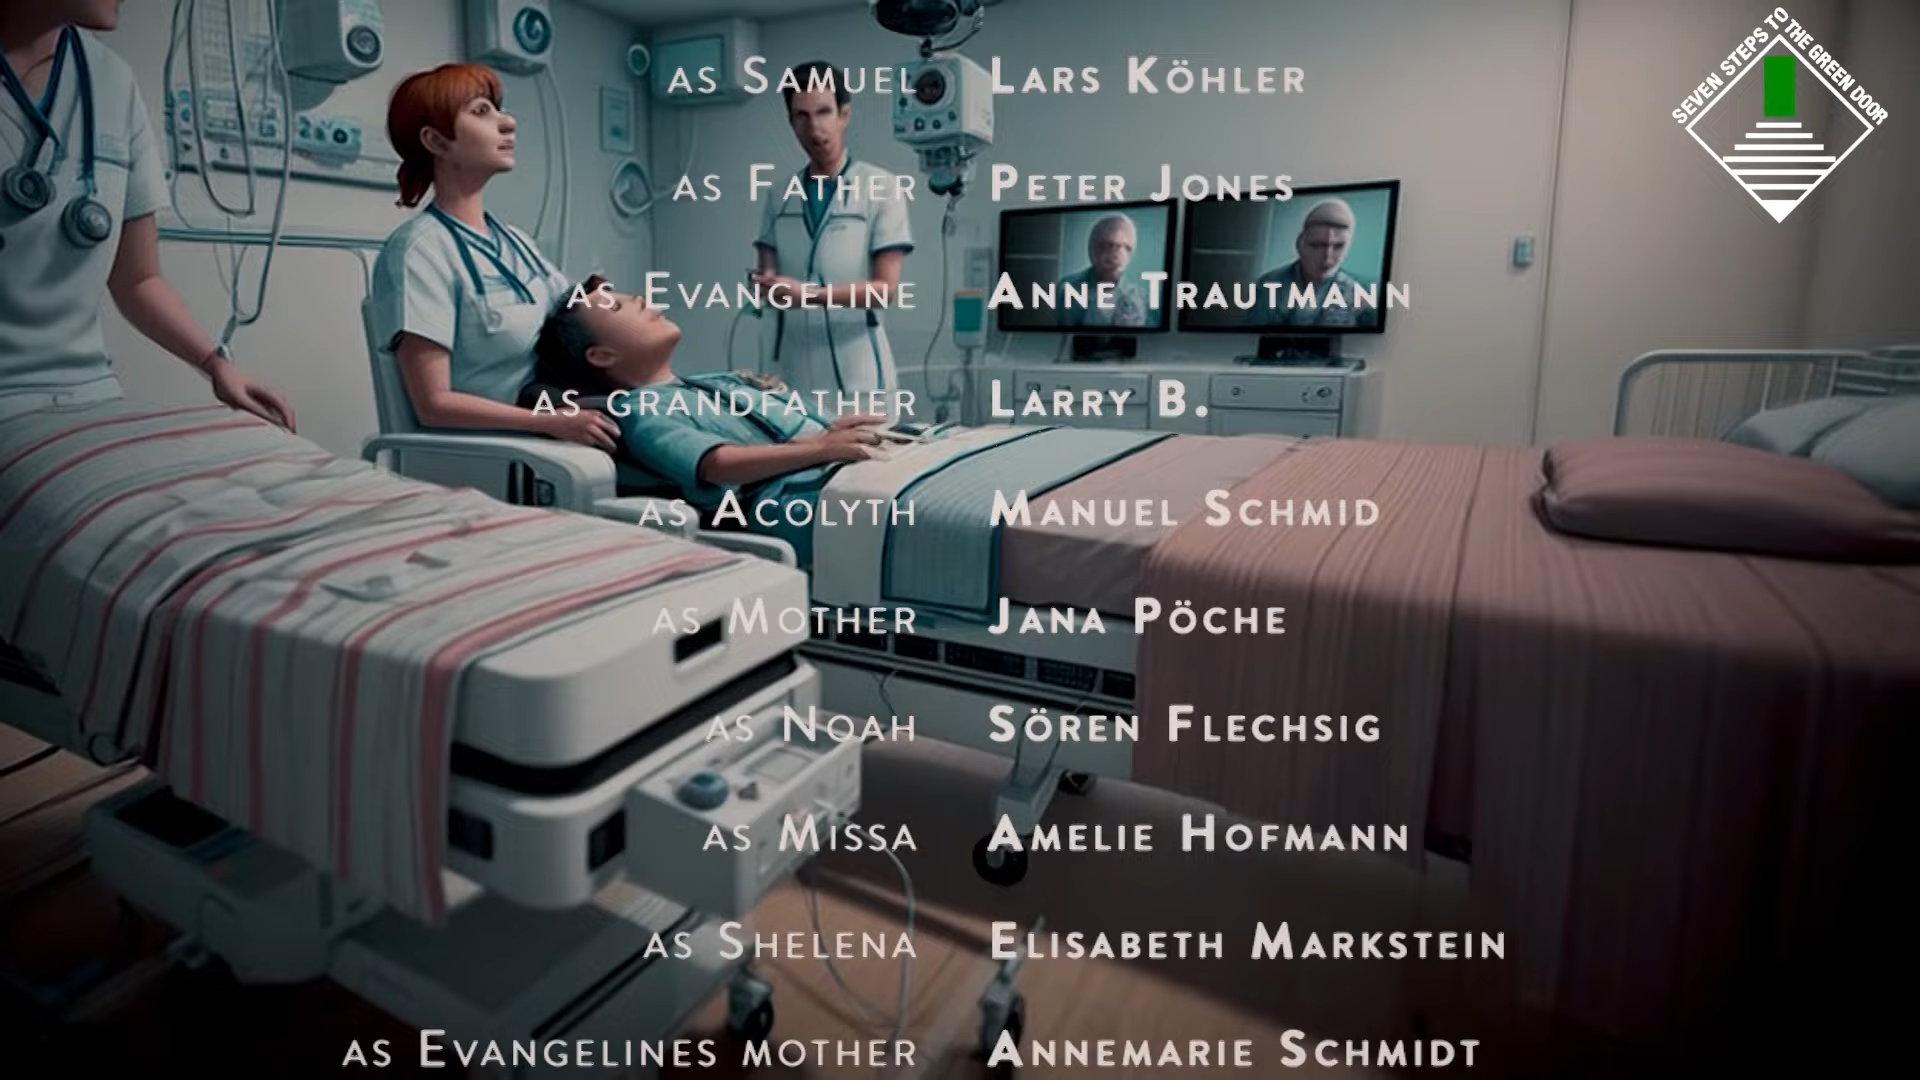 SEVEN STEPS TO THE GREEN DOOR
AS SAMUEL LARS KÖHLER
AS FATHER PETER JONES
AS EVANGELINE ANNE TRAUTMANN
AS GRANDFATHER LARRY B.
AS ACOLYTH MANUEL SCHMID
AS MOTHER JANA PÖCHE
AS NOAH SÖREN FLECHSIG
AS MISSA AMELIE HOFMANN
AS SHELENA ELISABETH MARKSTEIN
AS EVANGELINES MOTHER ANNEMARIE SCHMIDT